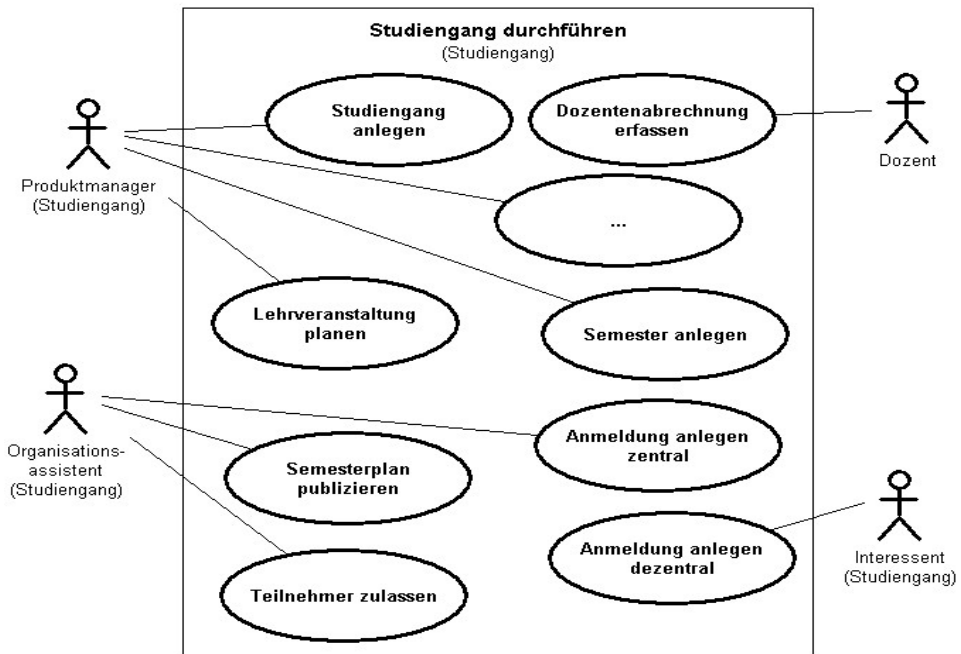 Studiengang durchführen
(Studiengang)
Studiengang
anlegen
Dozentenabrechnung
erfassen
Dozent
Produktmanager
(Studiengang)
...
Lehrveranstaltung
planen
Semester anlegen
Organisations-
assistent
(Studiengang)
Anmeldung anlegen
zentral
Semesterplan
publizieren
Anmeldung anlegen
dezentral
Interessent
(Studiengang)
Teilnehmer zulassen